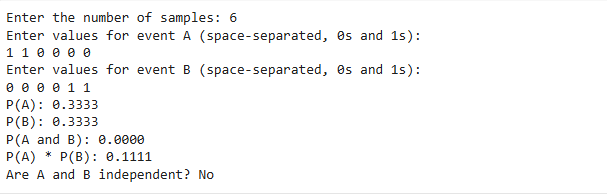 Enter the number of samples: 6
Enter values for event A (space-separated, 0s and 1s):
1 1 0 0 0 0
Enter values for event B (space-separated, 0s and 1s):
0 0 0 0 1 1
P(A): 0.3333
P(B): 0.3333
P(A and B): 0.0000
P(A) * P(B): 0.1111
Are A and B independent? No